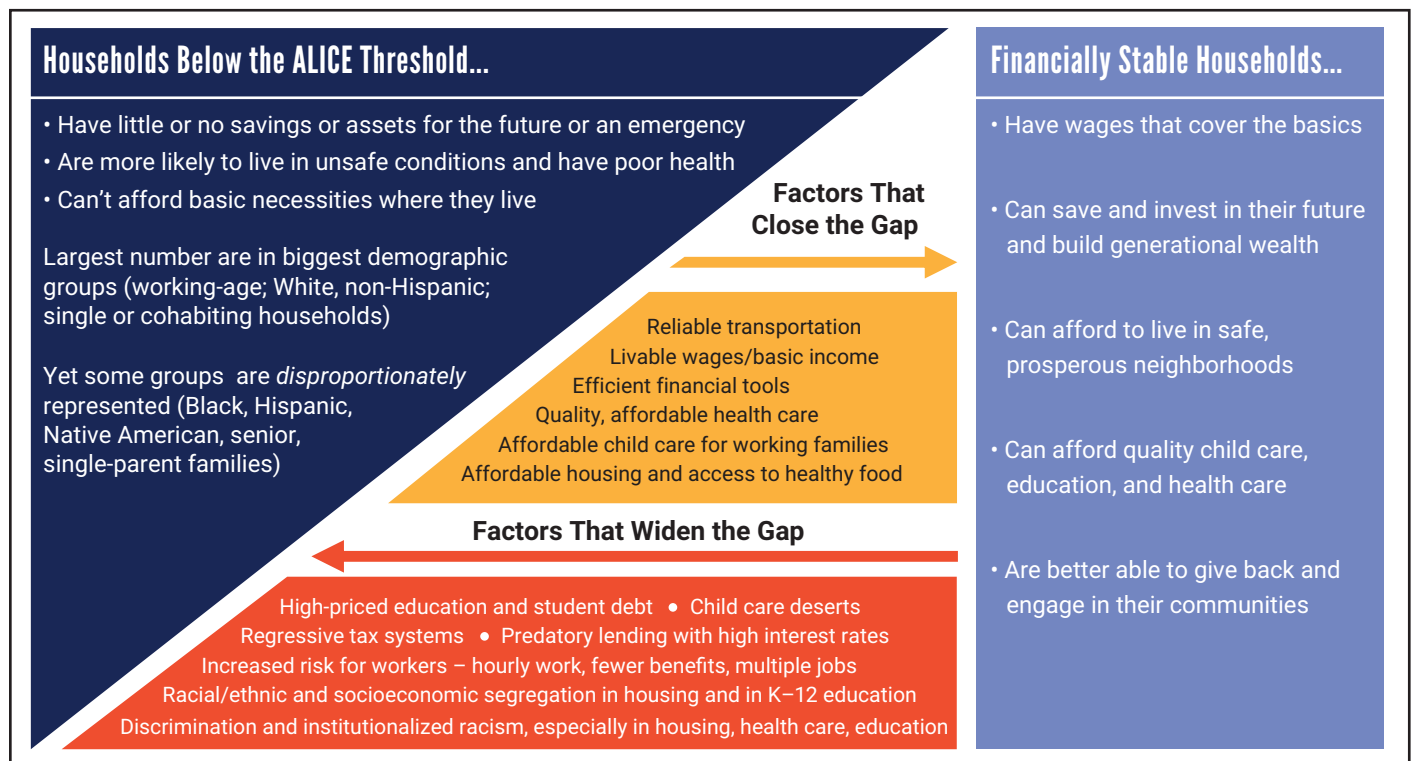 Households Below the ALICE Threshold...
• Have little or no savings or assets for the future or an emergency
• Are more likely to live in unsafe conditions and have poor health
• Can't afford basic necessities where they live
Largest number are in biggest demographic
groups (working-age; White, non-Hispanic;
single or cohabiting households)
Yet some groups are disproportionately
represented (Black, Hispanic,
Native American, senior,
single-parent families)
Factors That
Close the Gap
Reliable transportation
Livable wages/basic income
Efficient financial tools
Quality, affordable health care
Affordable child care for working families
Affordable housing and access to healthy food
Factors That Widen the Gap
High-priced education and student debt • Child care deserts
Regressive tax systems • Predatory lending with high interest rates
Increased risk for workers – hourly work, fewer benefits, multiple jobs
Racial/ethnic and socioeconomic segregation in housing and in K–12 education
Discrimination and institutionalized racism, especially in housing, health care, education
Financially Stable Households...
• Have wages that cover the basics
• Can save and invest in their future
and build generational wealth
• Can afford to live in safe,
prosperous neighborhoods
• Can afford quality child care,
education, and health care
• Are better able to give back and
engage in their communities